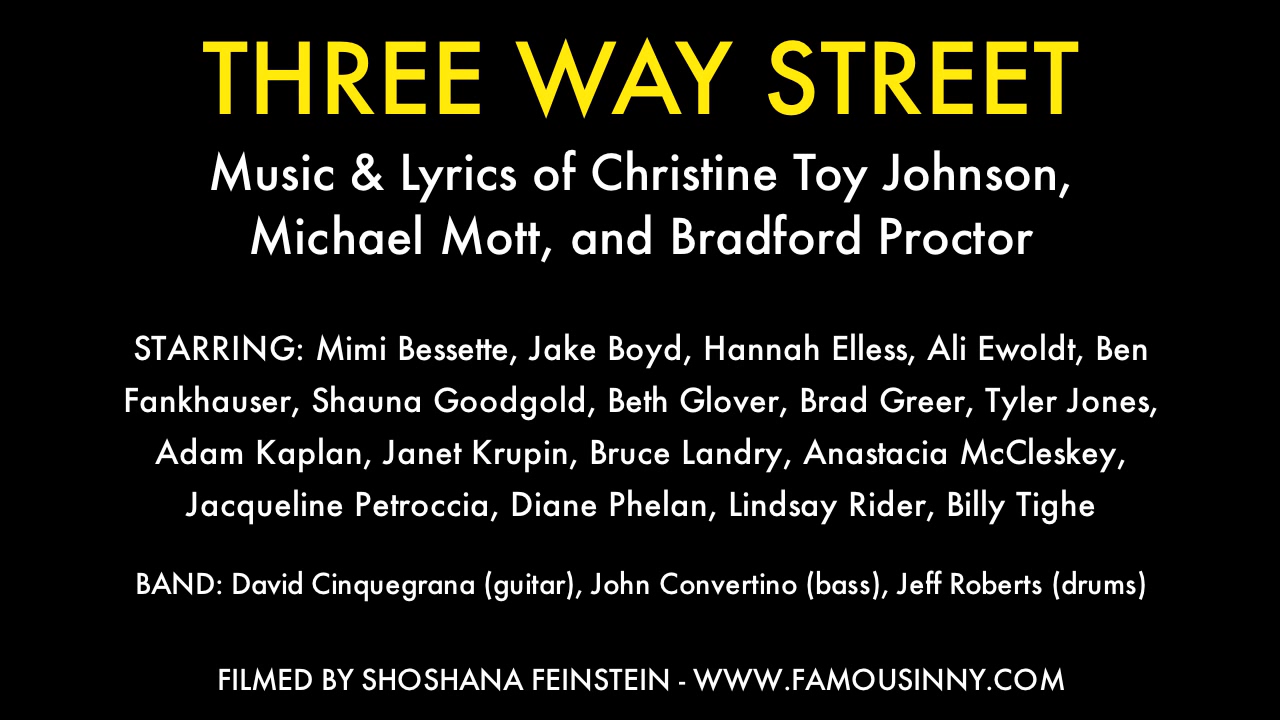 THREE WAY STREET
Music & Lyrics of Christine Toy Johnson,
Michael Mott, and Bradford Proctor
STARRING: Mimi Bessette, Jake Boyd, Hannah Elless, Ali Ewoldt, Ben
Fankhauser, Shauna Goodgold, Beth Glover, Brad Greer, Tyler Jones,
Adam Kaplan, Janet Krupin, Bruce Landry, Anastacia McCleskey,
Jacqueline Petroccia, Diane Phelan, Lindsay Rider, Billy Tighe
BAND: David Cinquegrana (guitar), John Convertino (bass), Jeff Roberts (drums)
FILMED BY SHOSHANA FEINSTEIN - WWW.FAMOUSINNY.COM